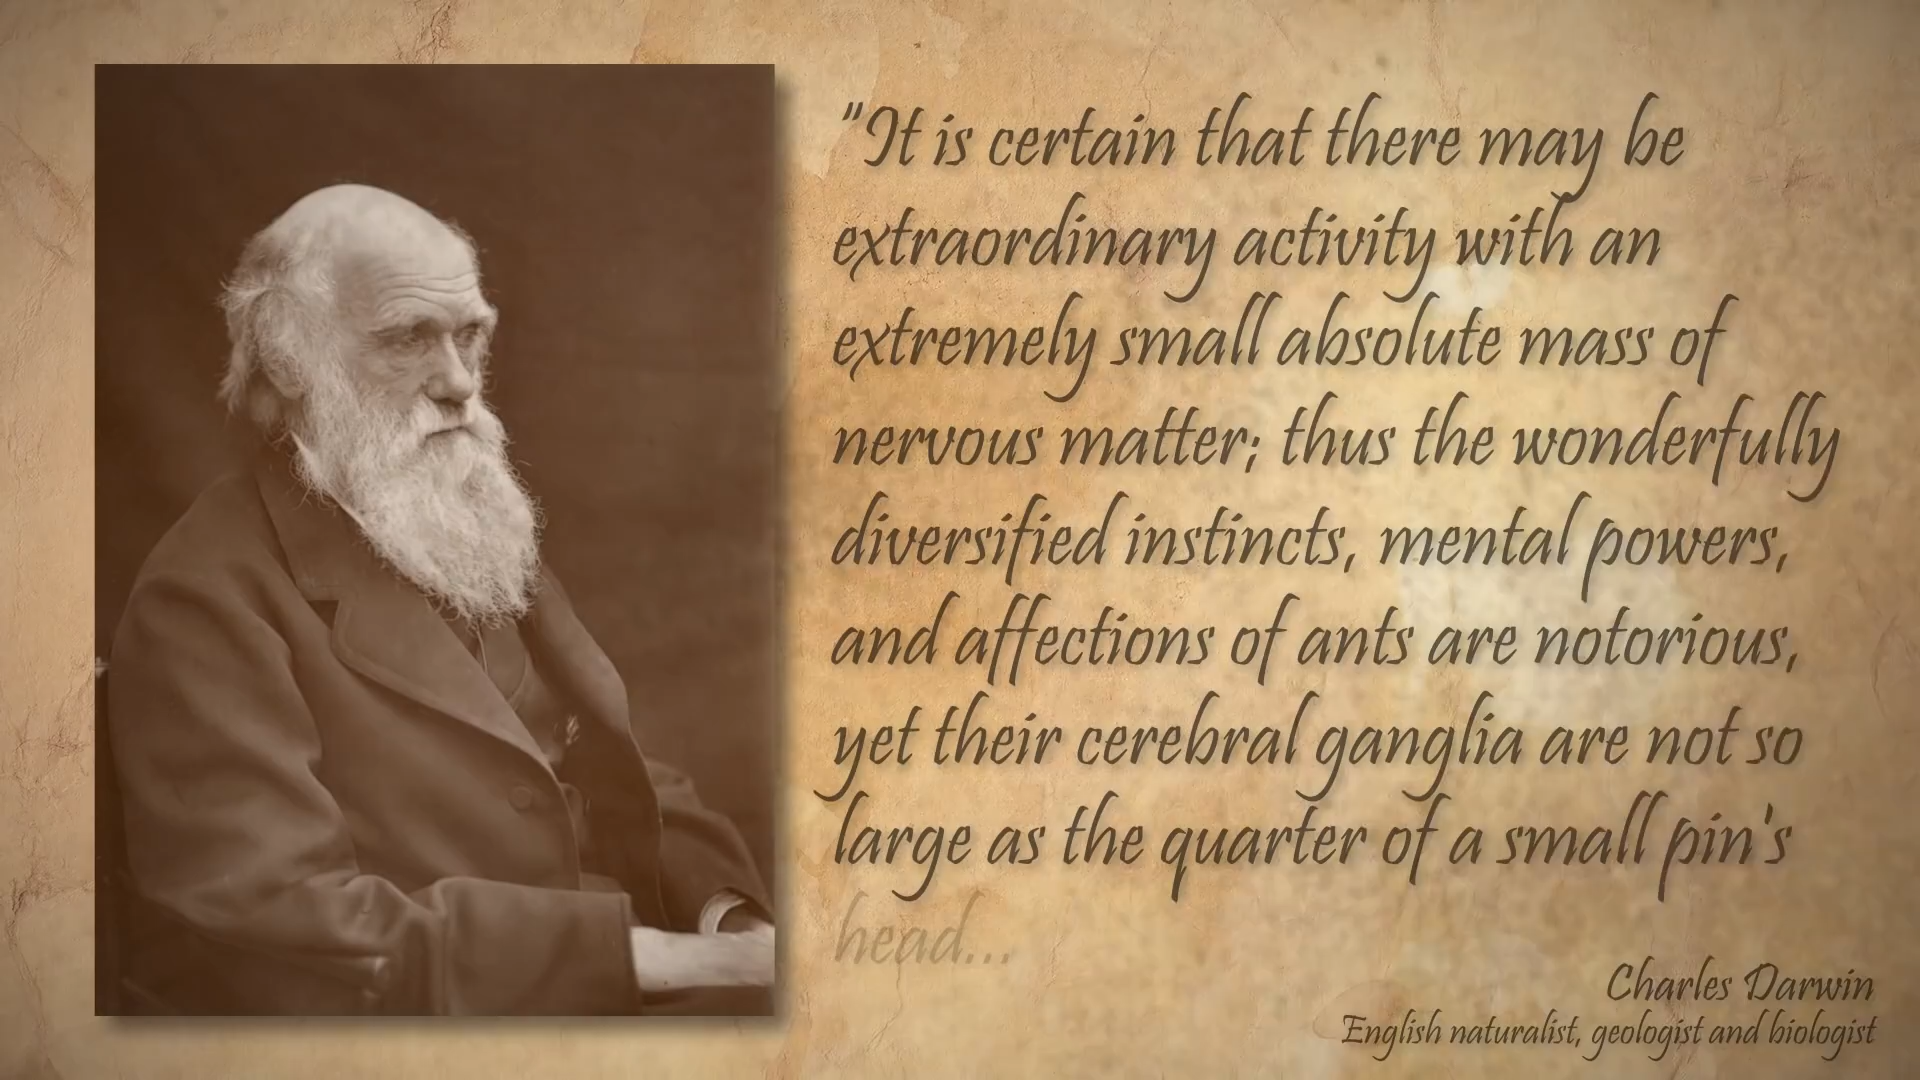 "It is certain that there may be
extraordinary activity with an
extremely small absolute mass of
nervous matter; thus the wonderfully
diversified instincts, mental powers,
and affections of ants are notorious,
yet their cerebral ganglia are not so
large as the quarter of a small pin's
head...
Charles Darwin
English naturalist, geologist and biologist